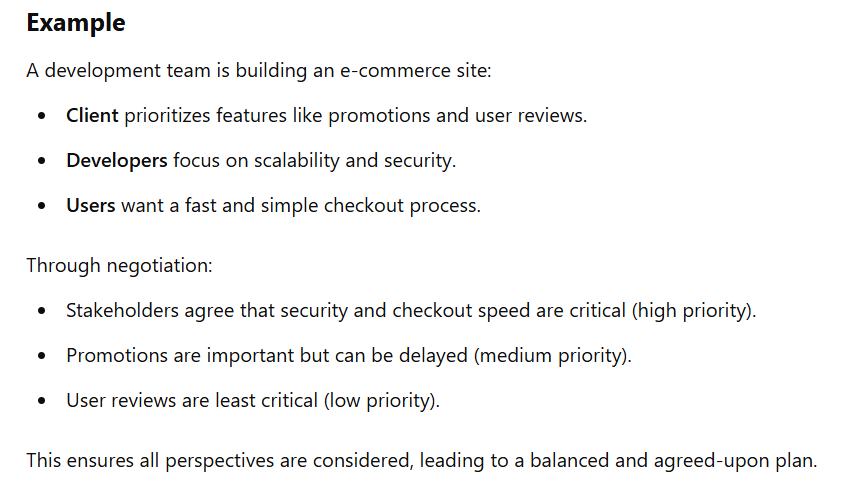 Example
A development team is building an e-commerce site:
• Client prioritizes features like promotions and user reviews.
• Developers focus on scalability and security.
• Users want a fast and simple checkout process.
Through negotiation:
• Stakeholders agree that security and checkout speed are critical (high priority).
• Promotions are important but can be delayed (medium priority).
• User reviews are least critical (low priority).
This ensures all perspectives are considered, leading to a balanced and agreed-upon plan.